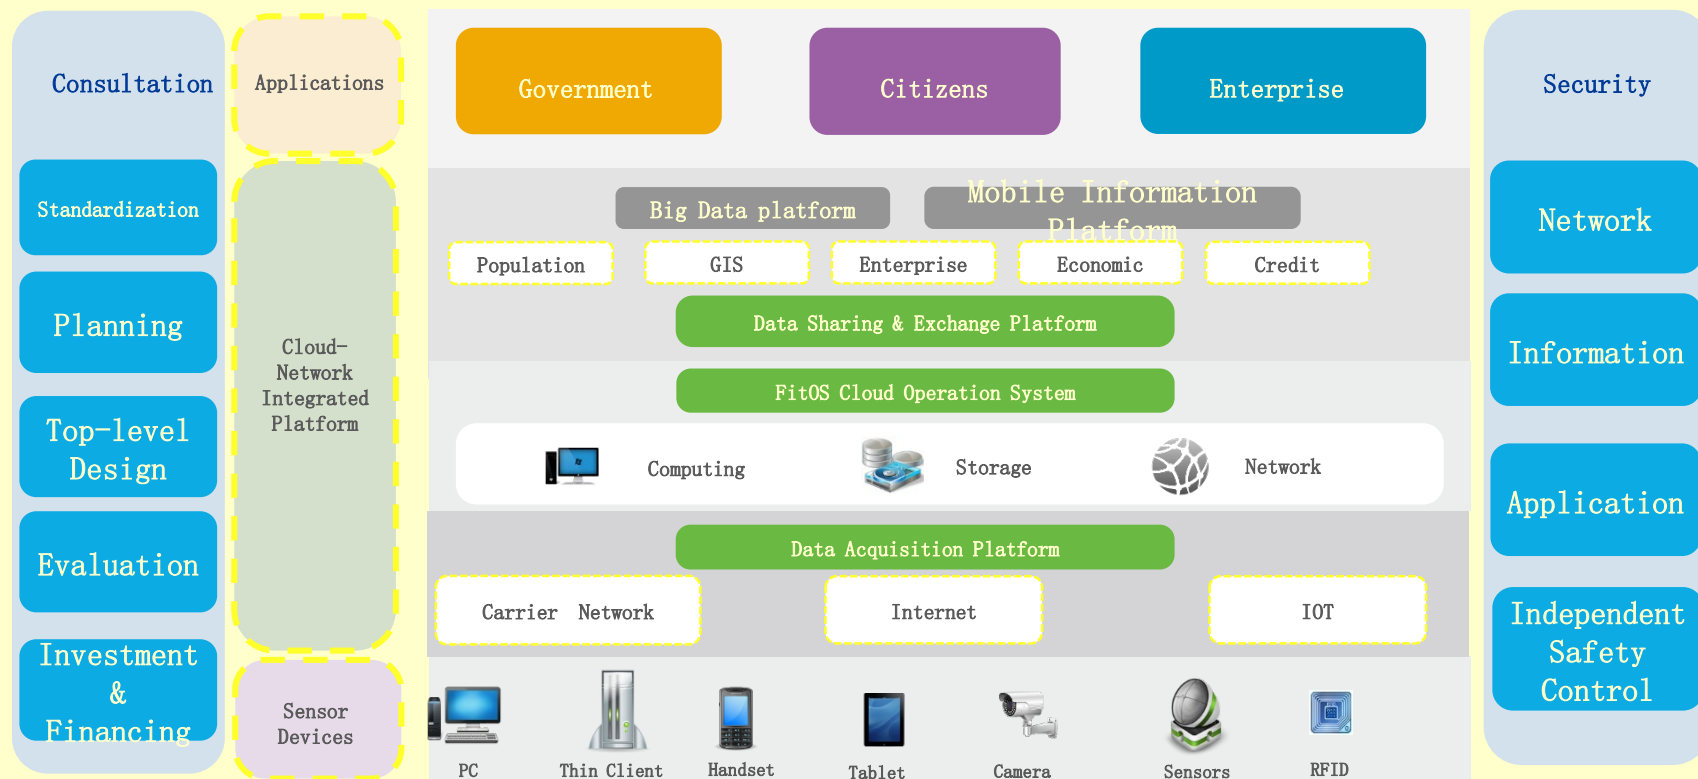 Consultation
Standardization
Planning
Top-level
Design
Evaluation
Investment
&
Financing
Applications
Cloud-
Network
Integrated
Platform
Sensor
Devices
Government
Citizens
Enterprise
Big Data platform
Mobile Information
Platform
Population
GIS
Enterprise
Economic
Credit
Data Sharing & Exchange Platform
FitOS Cloud Operation System
Computing
Storage
Network
Data Acquisition Platform
Carrier Network
Internet
IOT
PC
Thin Client
Handset
Tablet
Camera
Sensors
RFID
Security
Network
Information
Application
Independent
Safety
Control